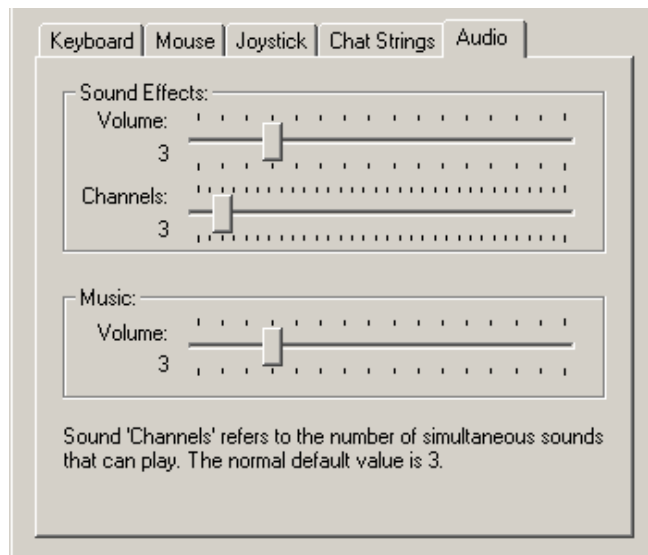 Keyboard Mouse Joystick Chat Strings Audio
Sound Effects:
Volume:
3
Channels:
3
Music:
Volume:
3
Sound 'Channels' refers to the number of simultaneous sounds
that can play. The normal default value is 3.